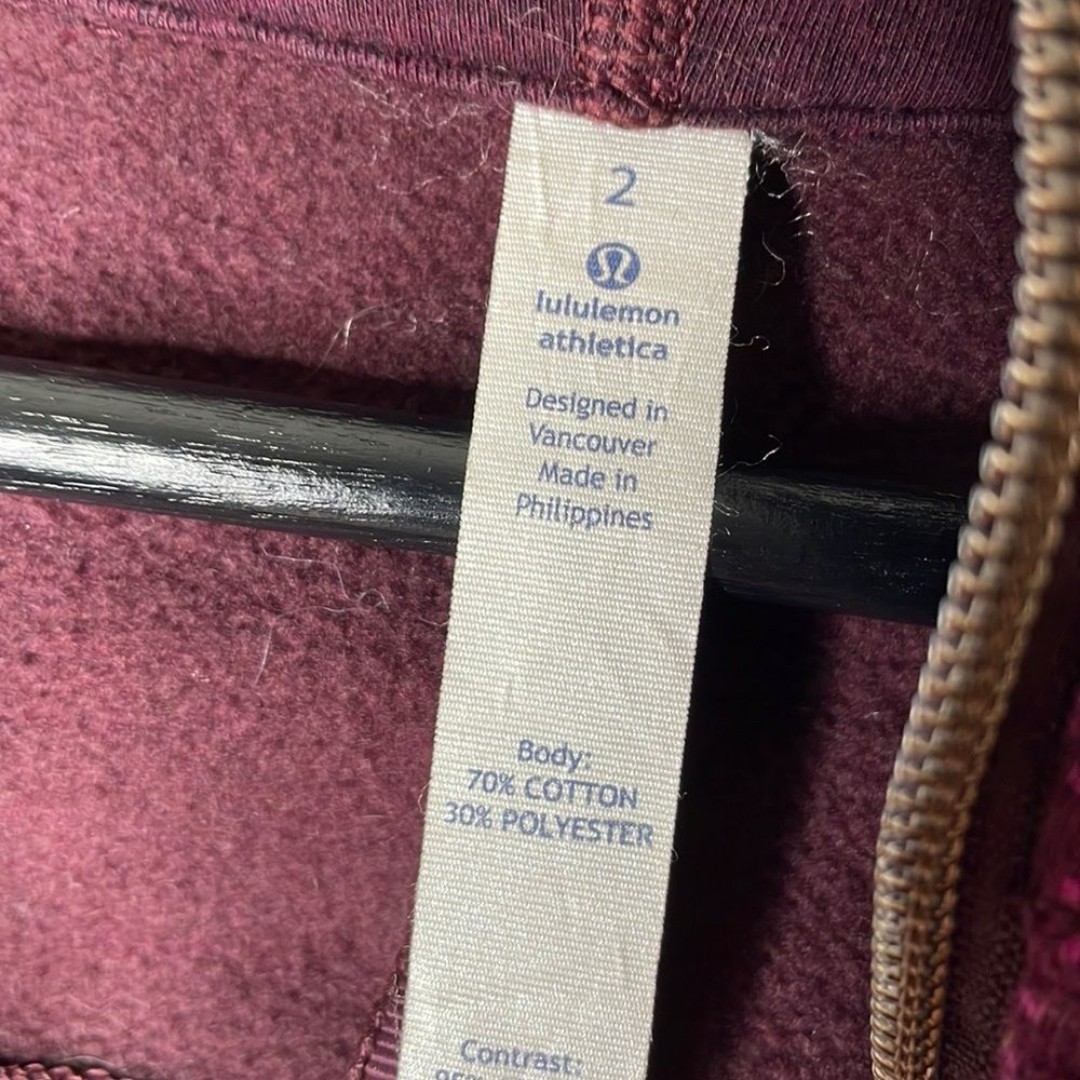 2
lululemon
athletica
Designed in
Vancouver
Made in
Philippines
Body:
70% COTTON
30% POLYESTER
Contrast: